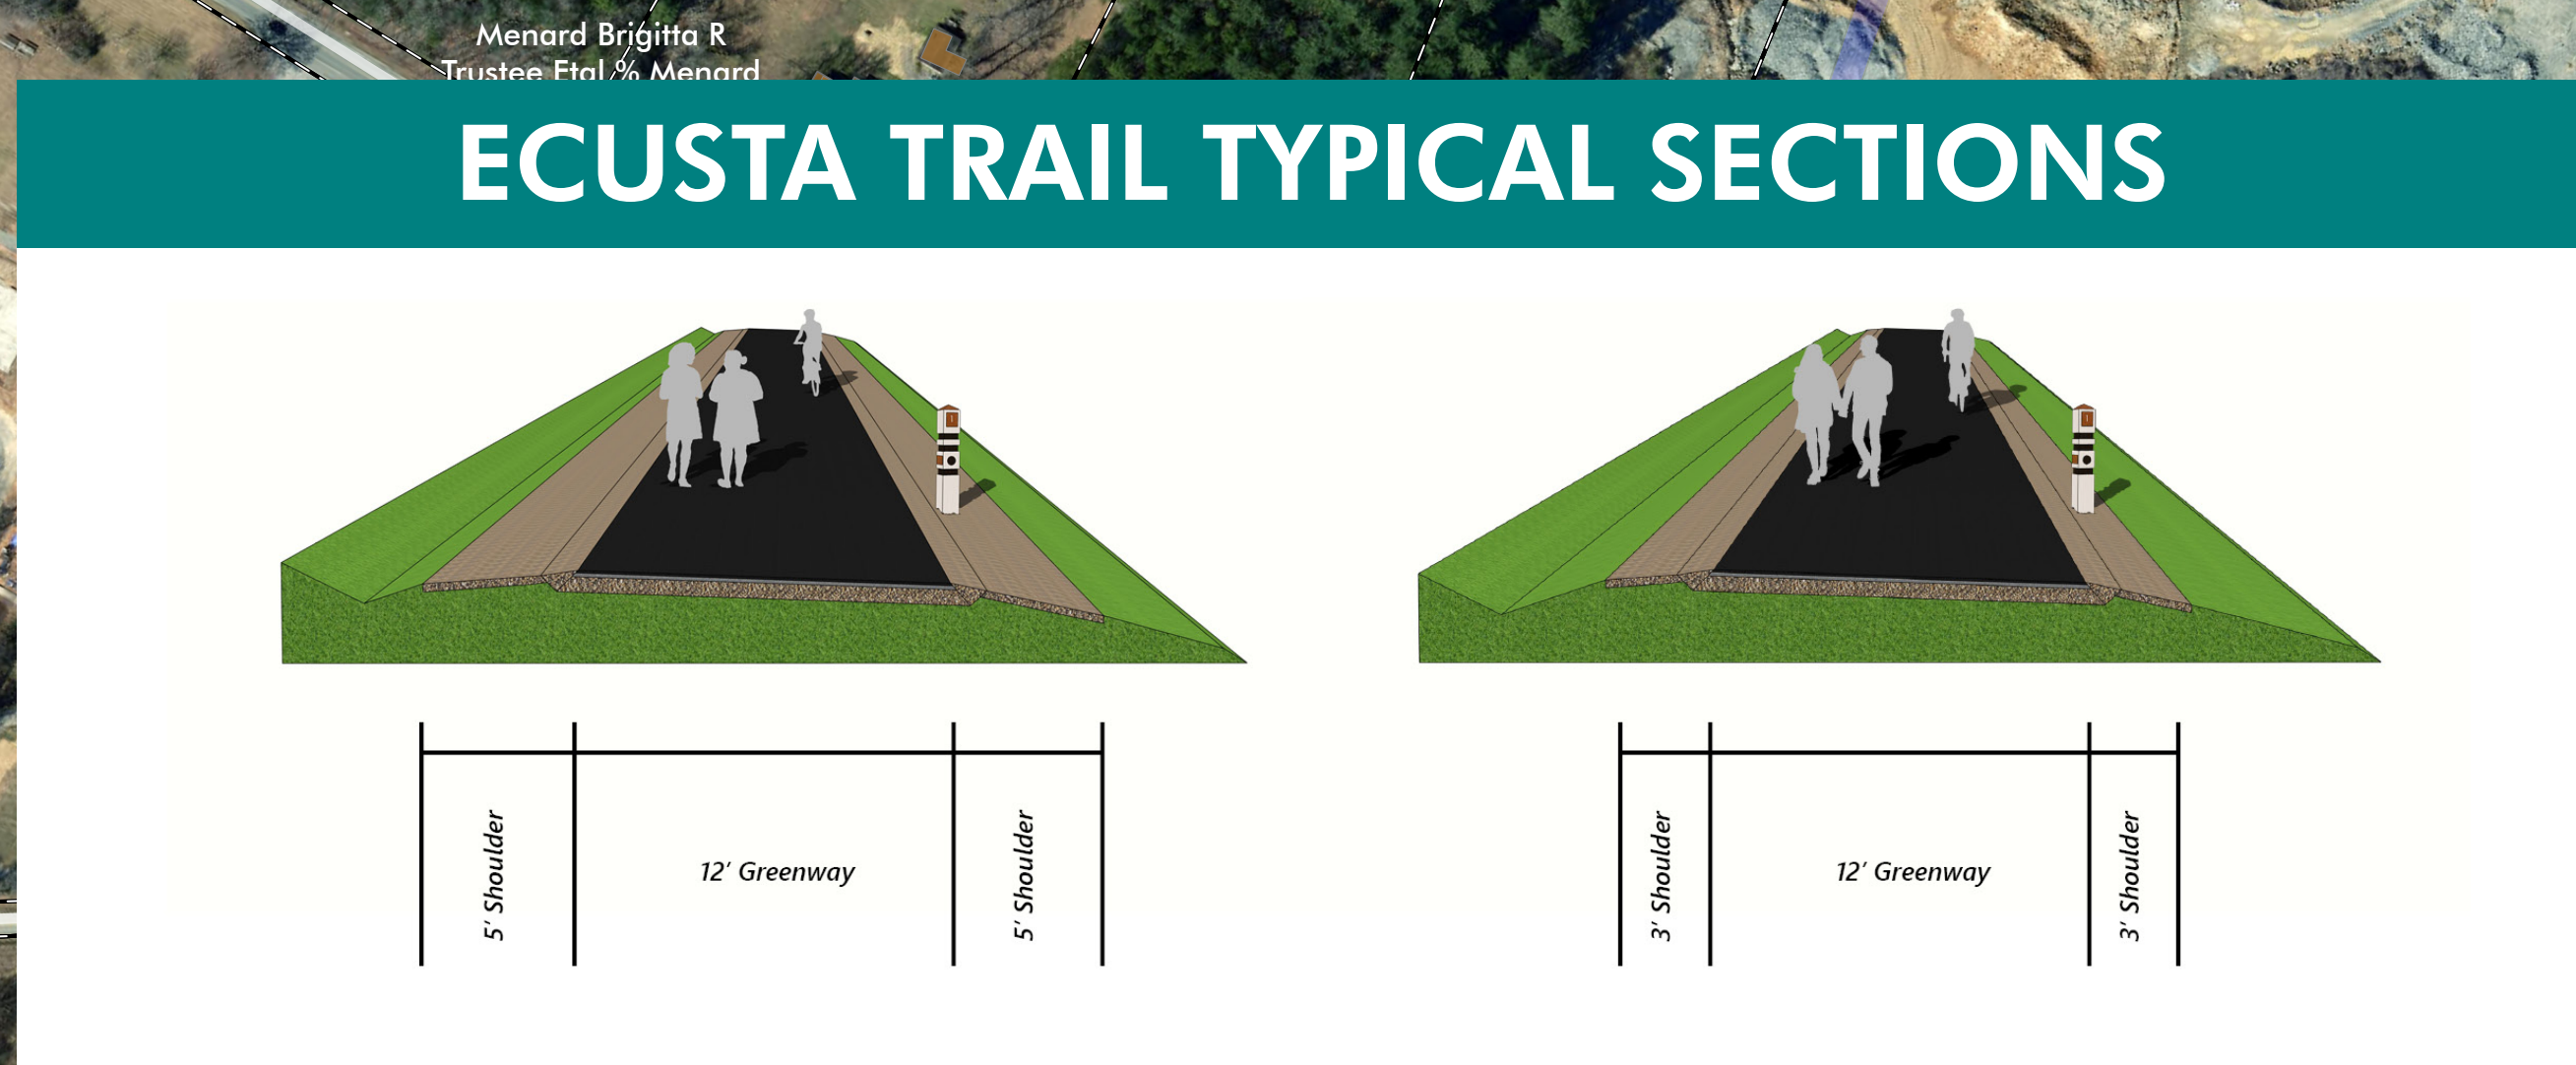 Menard Brigitta R
Trustee Etal % Menard
ECUSTA TRAIL TYPICAL SECTIONS
5' Shoulder
12' Greenway
5' Shoulder
3' Shoulder
12' Greenway
3' Shoulder